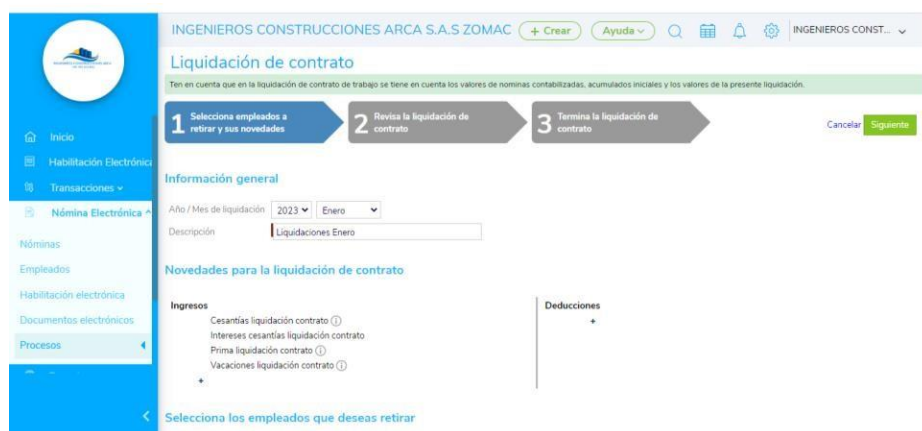 INGENIEROS CONSTRUCCIONES ARCA S.A.S ZOMAC
+ Crear
Ayuda
INGENIEROS CONST...
Liquidación de contrato
Ten en cuenta que en la liquidación de contrato de trabajo se tiene en cuenta los valores de nominas contabilizadas, acumulados iniciales y los valores de la presente liquidación.
1 Selecciona empleados a
retirar y sus novedades
2 Revisa la liquidación de
contrato
3 Termina la liquidación de
contrato
Cancelar
Siguiente
Inicio
Habilitación Electrónica
Transacciones
Nómina Electrónica
Nóminas
Empleados
Habilitación electrónica
Documentos electrónicos
Procesos
Información general
Año / Mes de liquidación 2023 Enero
Descripción Liquidaciones Enero
Novedades para la liquidación de contrato
Ingresos
Cesantías liquidación contrato
Intereses cesantías liquidación contrato
Prima liquidación contrato
Vacaciones liquidación contrato
+
Deducciones
+
Selecciona los empleados que deseas retirar